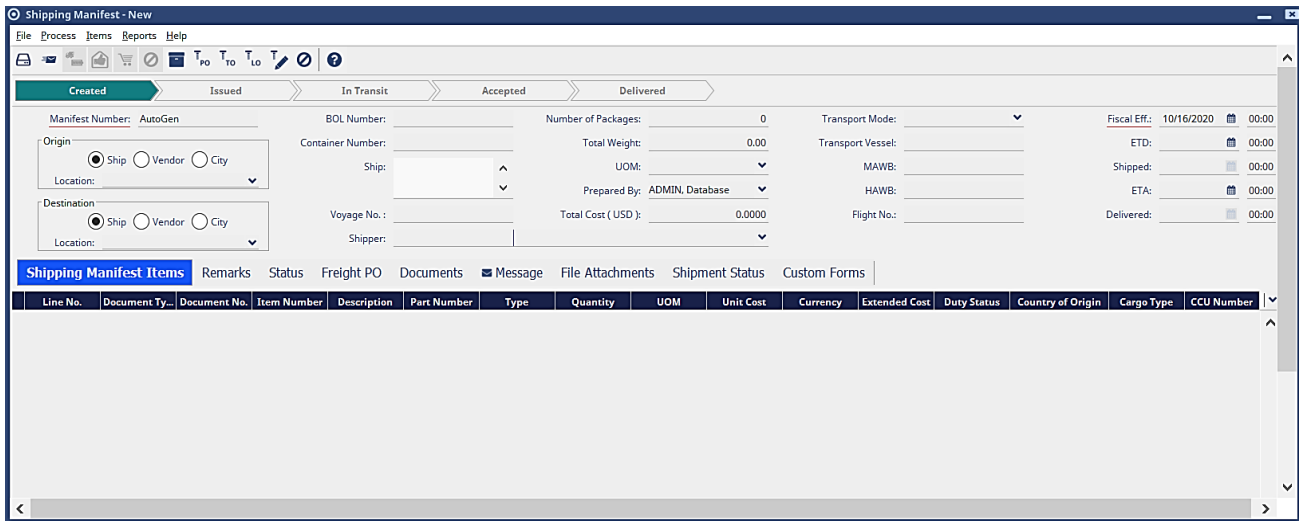 Shipping Manifest - New
File Process Items Reports Help
TPO TTO TLO T
Created Issued In Transit Accepted Delivered
Manifest Number: AutoGen BOL Number: Number of Packages: 0 Transport Mode: Fiscal Eff.: 10/16/2020 00:00
Origin
Container Number: Total Weight: 0.00 Transport Vessel: ETD: 00:00
Ship Vendor City Ship: UOM: MAWB: Shipped: 00:00
Location: Prepared By: ADMIN, Database HAWB: ETA: 00:00
Destination
Ship Vendor City Voyage No. : Total Cost ( USD ): 0.0000 Flight No.: Delivered: 00:00
Location: Shipper:
Shipping Manifest Items Remarks Status Freight PO Documents Message File Attachments Shipment Status Custom Forms
Line No. Document Ty... Document No. Item Number Description Part Number Type Quantity UOM Unit Cost Currency Extended Cost Duty Status Country of Origin Cargo Type CCU Number